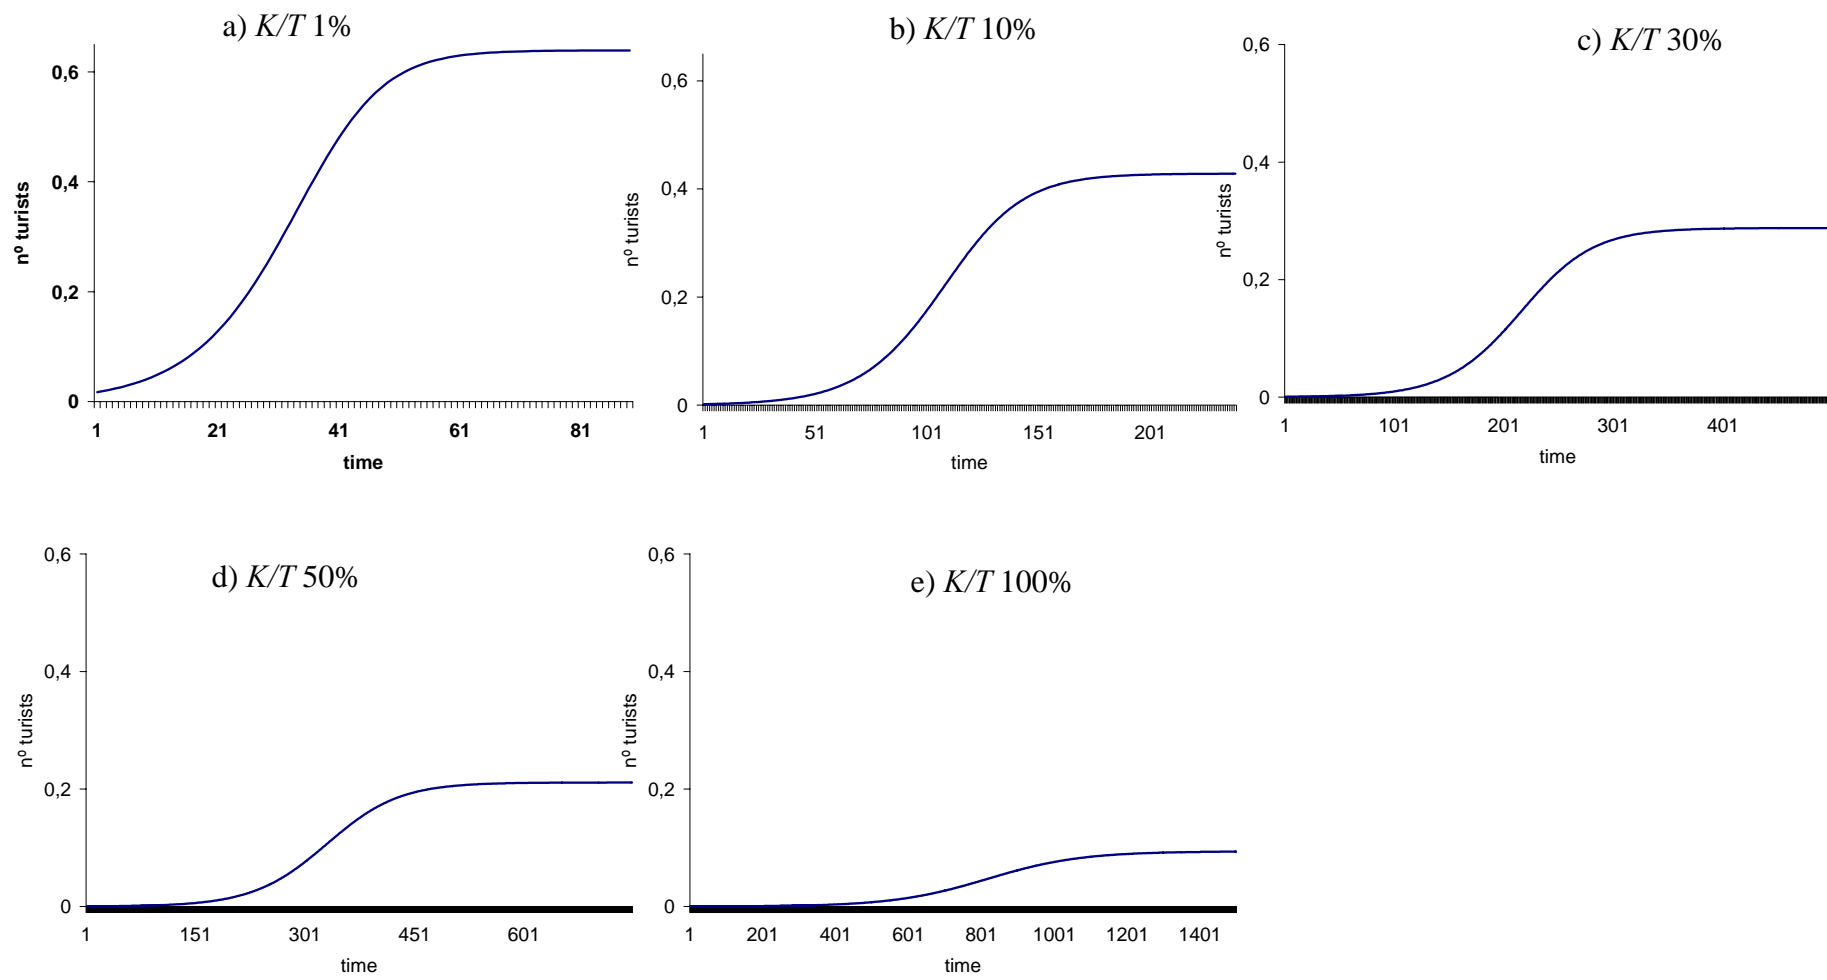 a) K/T 1%
0,6
0,4
0,2
0
nº turists
1 21 41 61 81
time
b) K/T 10%
0,6
0,4
0,2
0
nº turists
1 51 101 151 201
time
c) K/T 30%
0,6
0,4
0,2
0
nº turists
1 101 201 301 401
time
d) K/T 50%
0,6
0,4
0,2
0
nº turists
1 151 301 451 601
time
e) K/T 100%
0,6
0,4
0,2
0
nº turists
1 201 401 601 801 1001 1201 1401
time